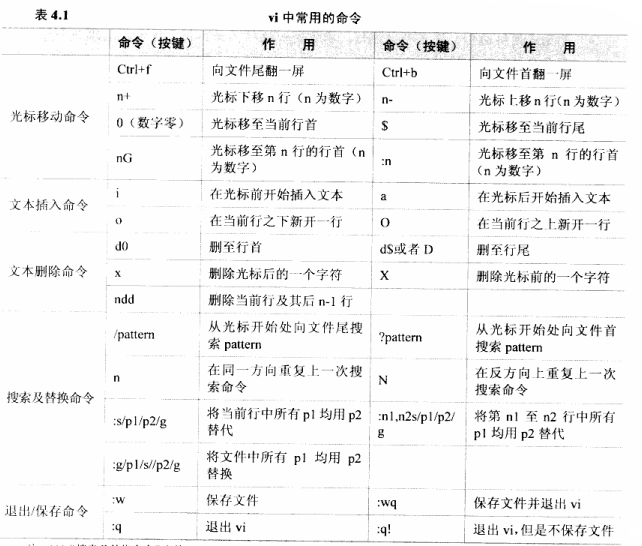 表 4.1 vi 中常用的命令
命令（按键） 作 用 命令（按键） 作 用
光标移动命令
Ctrl+f 向文件尾翻一屏 Ctrl+b 向文件首翻一屏
n+ 光标下移 n 行（n 为数字） n- 光标上移 n 行（n 为数字）
0（数字零） 光标移至当前行首 $ 光标移至当前行尾
nG 光标移至第 n 行的行首（n
为数字） :n 光标移至第 n 行的行首
（n 为数字）
文本插入命令
i 在光标前开始插入文本 a 在光标后开始插入文本
o 在当前行之下新开一行 O 在当前行之上新开一行
文本删除命令
d0 删至行首 d$或者 D 删至行尾
x 删除光标后的一个字符 X 删除光标前的一个字符
ndd 删除当前行及其后 n-1 行
搜索及替换命令
/pattern 从光标开始处向文件尾搜
索 pattern ?pattern 从光标开始处向文件首
搜索 pattern
n 在同一方向重复上一次搜
索命令 N 在反方向上重复上一次
搜索命令
:s/p1/p2/g 将当前行中所有 p1 均用 p2
替代 :n1,n2s/p1/p2/
g 将第 n1 至 n2 行中所有
p1 均用 p2 替代
:g/p1/s//p2/g 将文件中所有 p1 均用 p2
替换
退出/保存命令
:w 保存文件 :wq 保存文件并退出 vi
:q 退出 vi :q! 退出 vi，但是不保存文件